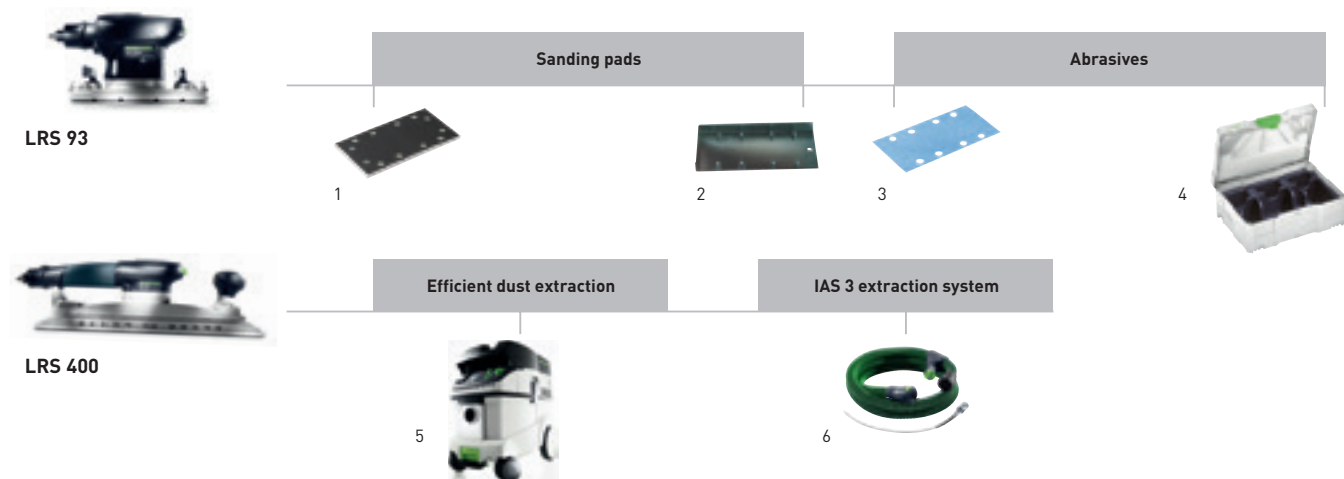 Sanding pads
Abrasives
LRS 93
1
2
3
4
Efficient dust extraction
IAS 3 extraction system
LRS 400
5
6